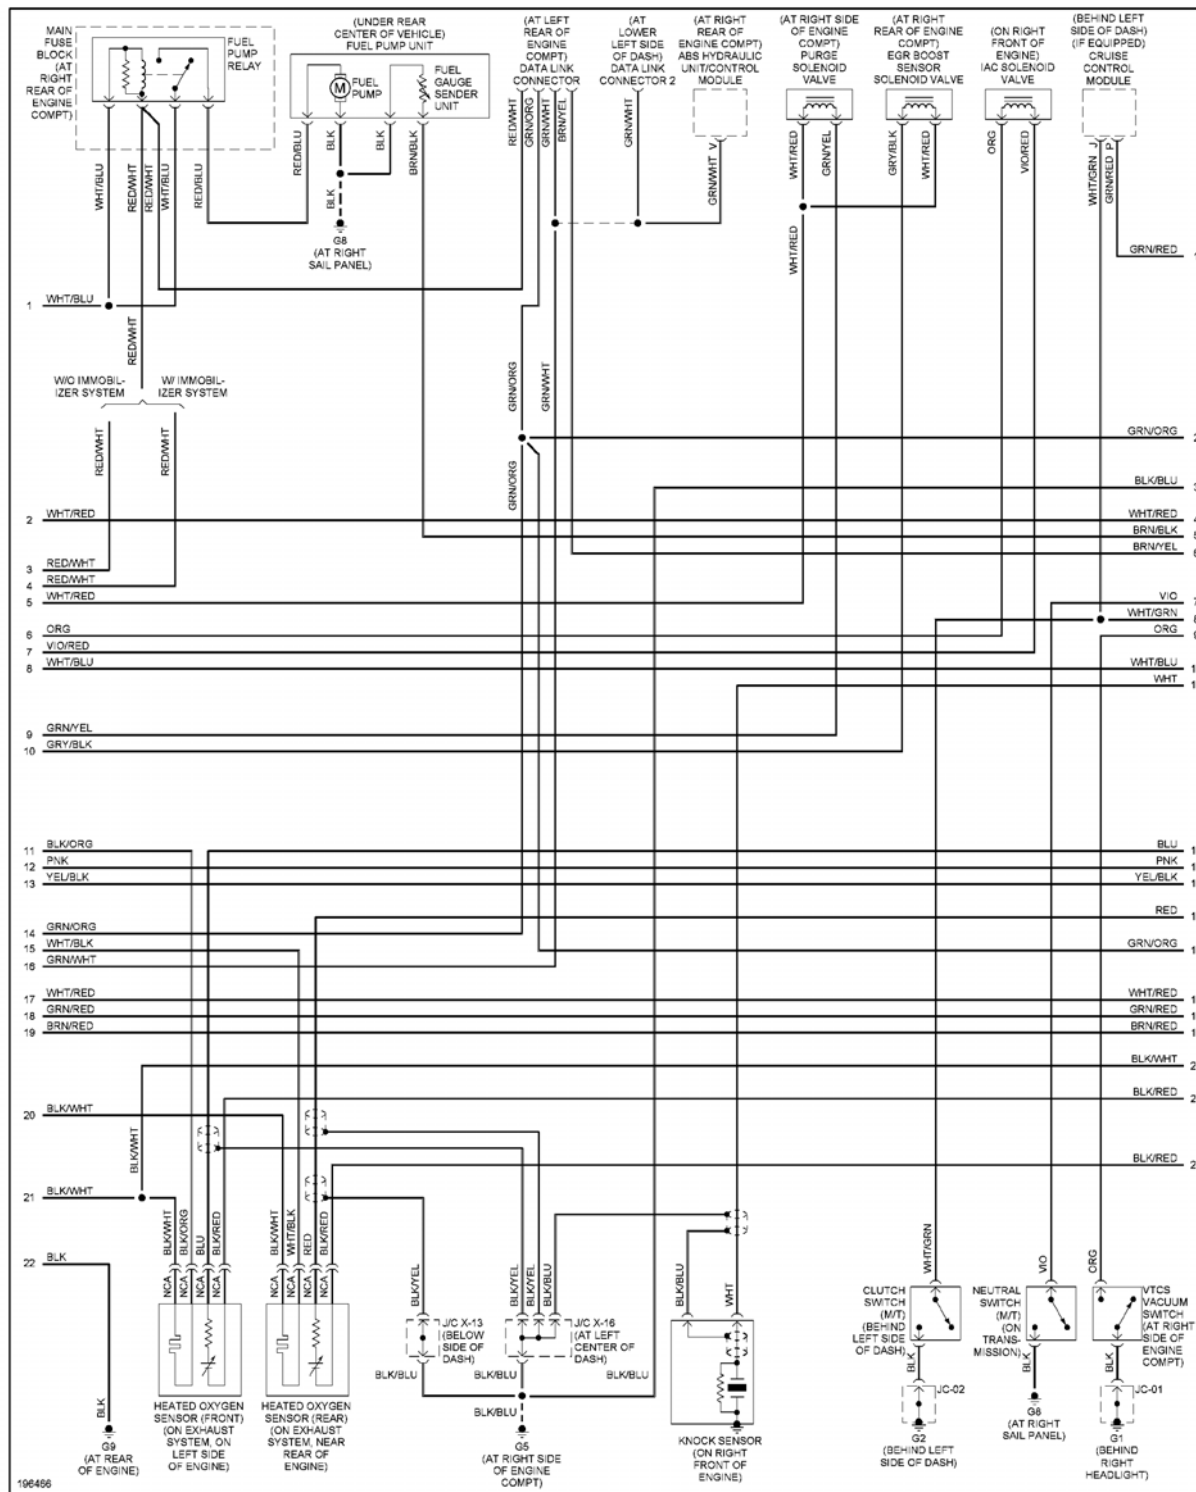 MAIN
FUSE
BLOCK
(AT
RIGHT
REAR OF
ENGINE
COMPT)
FUEL
PUMP
RELAY
(UNDER REAR
CENTER OF VEHICLE)
FUEL PUMP UNIT
M
FUEL
PUMP
FUEL
GAUGE
SENDER
UNIT
(AT LEFT
REAR OF
ENGINE
COMPT)
DATA LINK
CONNECTOR
(AT
LOWER
LEFT SIDE
OF DASH)
DATA LINK
CONNECTOR 2
(AT RIGHT
REAR OF
ENGINE COMPT)
ABS HYDRAULIC
UNIT/CONTROL
MODULE
(AT RIGHT SIDE
OF ENGINE
COMPT)
PURGE
SOLENOID
VALVE
(AT RIGHT
REAR OF ENGINE
COMPT)
EGR BOOST
SENSOR
SOLENOID VALVE
(ON RIGHT
FRONT OF
ENGINE)
IAC SOLENOID
VALVE
(BEHIND LEFT
SIDE OF DASH)
(IF EQUIPPED)
CRUISE
CONTROL
MODULE
WHT/BLU
RED/WHT
RED/WHT
WHT/BLU
RED/BLU
RED/BLU
BLK
BLK
BRN/BLK
BLK
G8
(AT RIGHT
SAIL PANEL)
RED/WHT
GRN/ORG
GRN/WHT
BRN/YEL
GRN/WHT
GRN/WHT V
WHT/RED
GRN/YEL
WHT/RED
GRY/BLK
WHT/RED
ORG
VIO/RED
WHT/GRN J
GRN/RED P
GRN/RED
1 WHT/BLU
RED/WHT
W/O IMMOBIL-
IZER SYSTEM
W/ IMMOBIL-
IZER SYSTEM
RED/WHT
RED/WHT
GRN/ORG
GRN/WHT
GRN/ORG
GRN/ORG
BLK/BLU
2 WHT/RED
WHT/RED
BRN/BLK
BRN/YEL
3 RED/WHT
4 RED/WHT
5 WHT/RED
VIO
WHT/GRN
6 ORG
ORG
7 VIO/RED
8 WHT/BLU
WHT/BLU
WHT
9 GRN/YEL
10 GRY/BLK
11 BLK/ORG
BLU
12 PNK
PNK
13 YEL/BLK
YEL/BLK
RED
14 GRN/ORG
15 WHT/BLK
GRN/ORG
16 GRN/WHT
17 WHT/RED
WHT/RED
18 GRN/RED
GRN/RED
19 BRN/RED
BRN/RED
BLK/WHT
BLK/RED
20 BLK/WHT
BLK/WHT
BLK/RED
21 BLK/WHT
BLK/WHT
BLK/ORG
BLU
BLK/RED
NCA
NCA
NCA
NCA
BLK/WHT
WHT/BLK
RED
BLK/RED
NCA
NCA
NCA
NCA
22 BLK
BLK
G9
(AT REAR
OF ENGINE)
HEATED OXYGEN
SENSOR (FRONT)
(ON EXHAUST
SYSTEM, ON
LEFT SIDE
OF ENGINE)
HEATED OXYGEN
SENSOR (REAR)
(ON EXHAUST
SYSTEM, NEAR
REAR OF
ENGINE)
BLK/YEL
J/C X-13
(BELOW
SIDE OF
DASH)
BLK/YEL
BLK/YEL
BLK/BLU
J/C X-16
(AT LEFT
CENTER OF
DASH)
BLK/BLU
BLK/BLU
BLK/BLU
BLK/BLU
G5
(AT RIGHT SIDE
OF ENGINE
COMPT)
BLK/BLU
WHT
KNOCK SENSOR
(ON RIGHT
FRONT OF
ENGINE)
WHT/GRN
CLUTCH
SWITCH
(M/T)
(BEHIND
LEFT SIDE
OF DASH)
BLK
JC-02
G2
(BEHIND LEFT
SIDE OF DASH)
VIO
NEUTRAL
SWITCH
(M/T)
(ON
TRANS-
MISSION)
BLK
G8
(AT RIGHT
SAIL PANEL)
ORG
VTCS
VACUUM
SWITCH
(AT RIGHT
SIDE OF
ENGINE
COMPT)
BLK
JC-01
G1
(BEHIND
RIGHT
HEADLIGHT)
196466